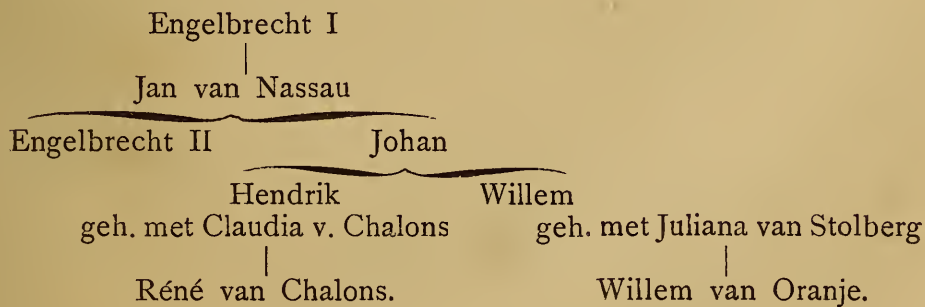 Engelbrecht I
Jan van Nassau
Engelbrecht II Johan
Hendrik Willem
geh. met Claudia v. Chalons geh. met Juliana van Stolberg
Réné van Chalons. Willem van Oranje.